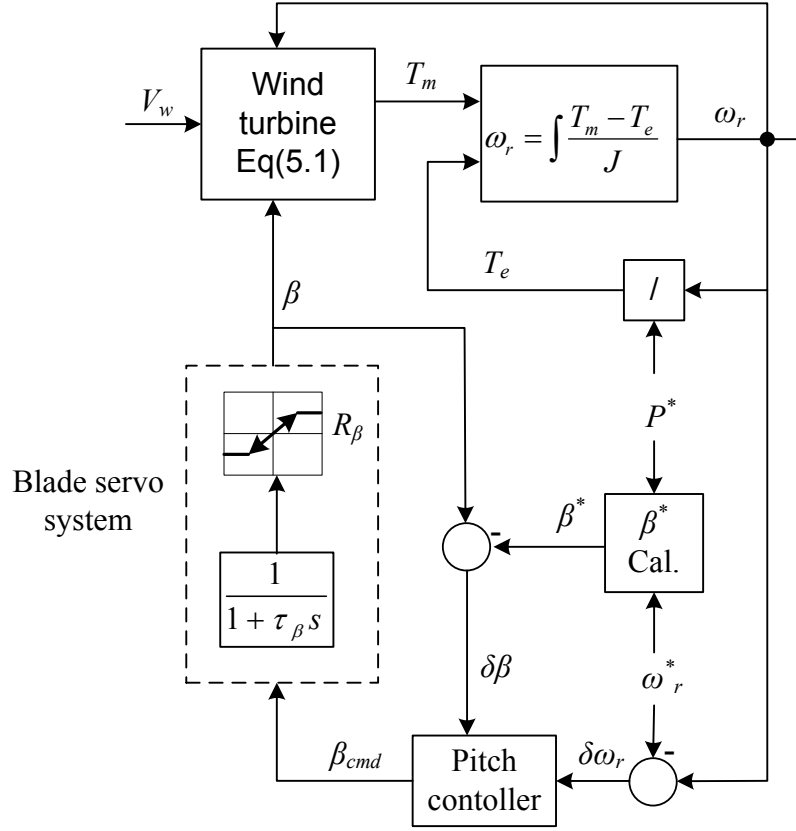 V_w
Wind
turbine
Eq(5.1)
T_m
ω_r = ∫ (T_m − T_e) / J
ω_r
T_e
/
β
P^*
R_β
Blade servo
system
1 / (1 + τ_β s)
β^*
-
β^*
Cal.
δβ
ω^*_r
β_cmd
Pitch
contoller
δω_r
-